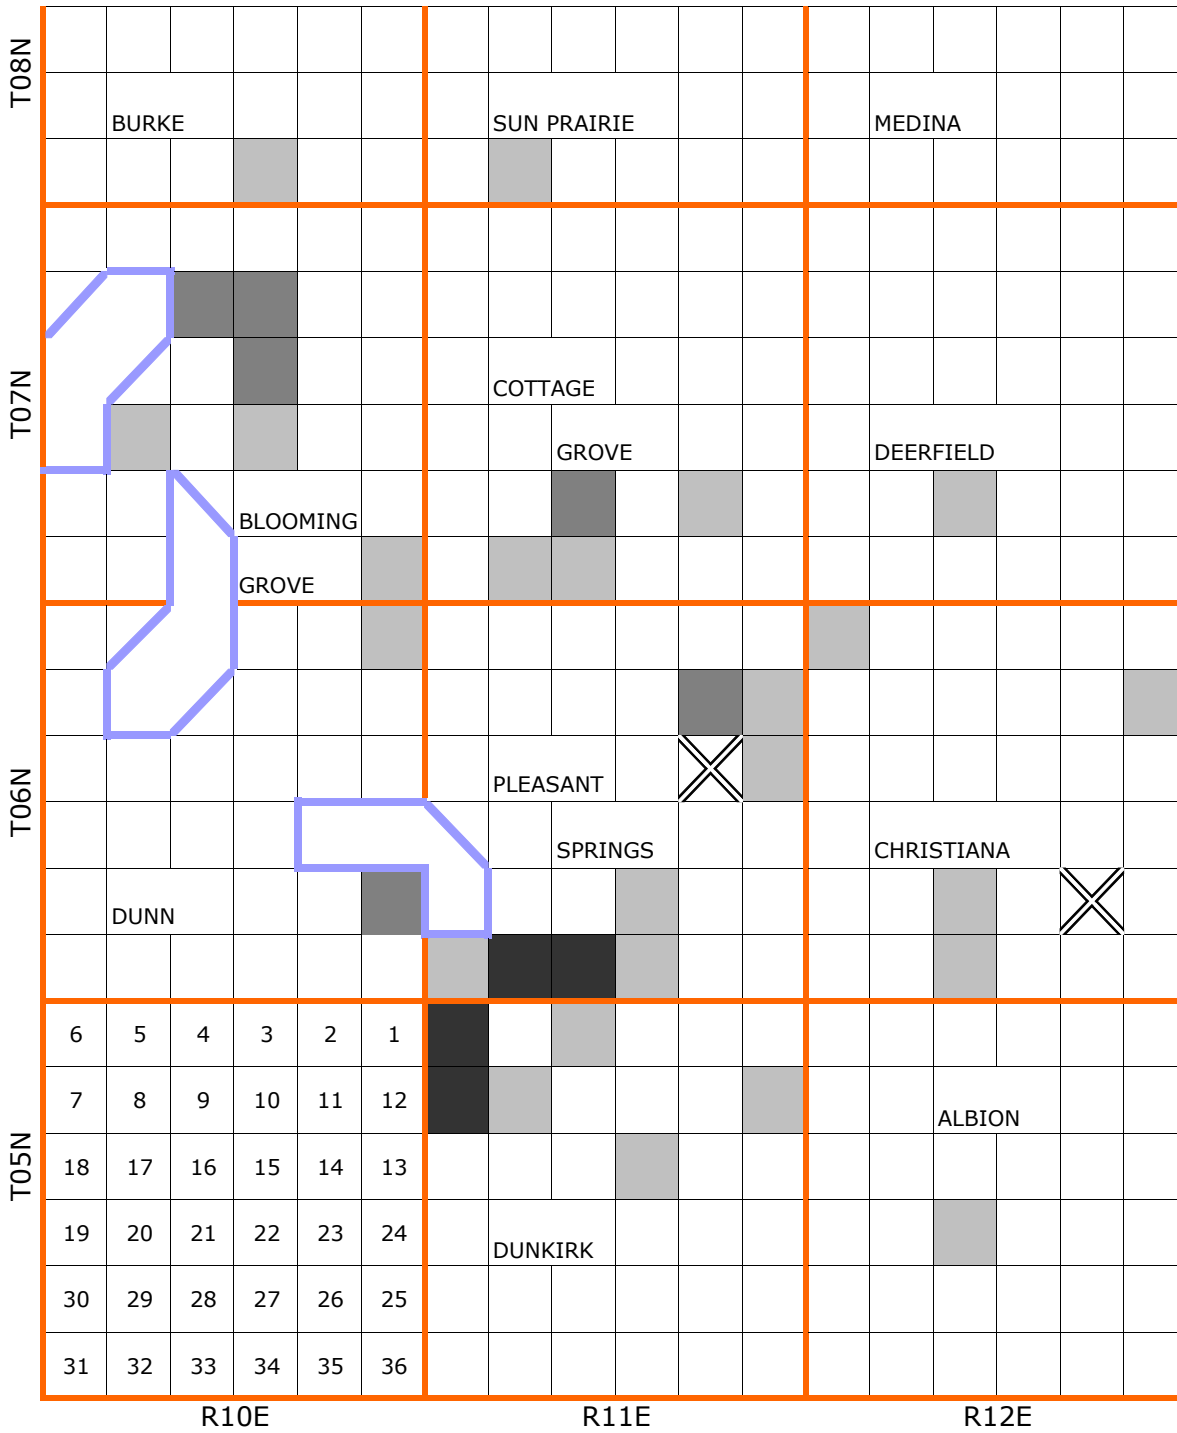 T08N
BURKE
SUN PRAIRIE
MEDINA
T07N
COTTAGE
GROVE
DEERFIELD
BLOOMING
GROVE
T06N
PLEASANT
SPRINGS
CHRISTIANA
DUNN
T05N
6 5 4 3 2 1
7 8 9 10 11 12
ALBION
18 17 16 15 14 13
19 20 21 22 23 24
DUNKIRK
30 29 28 27 26 25
31 32 33 34 35 36
R10E
R11E
R12E